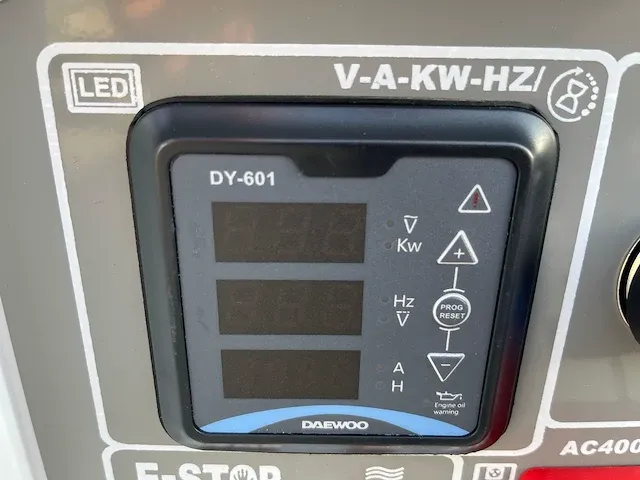 LED
V-A-KW-HZ/
DY-601
V
Kw
+
Hz
V
PROG
RESET
A
H
-
Engine oil
warning
DAEWOO
E-STOP
AC400